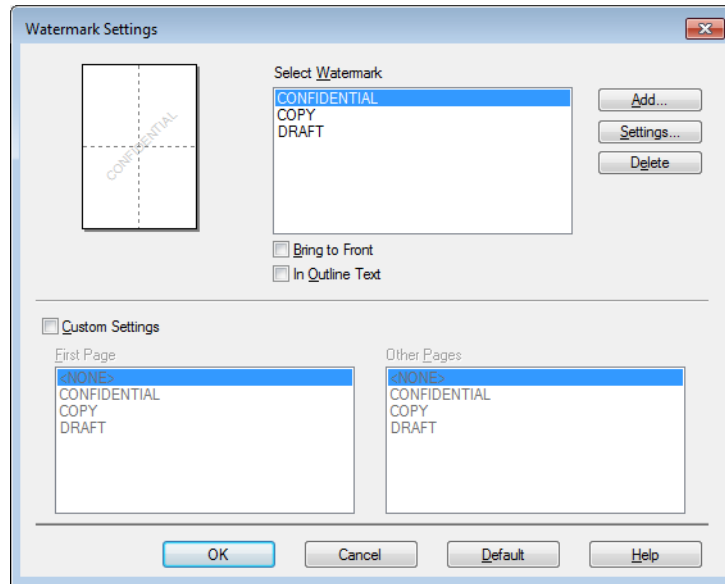 Watermark Settings
Select Watermark
CONFIDENTIAL
COPY
DRAFT
Add...
Settings...
Delete
CONFIDENTIAL
Bring to Front
In Outline Text
Custom Settings
First Page
<NONE>
CONFIDENTIAL
COPY
DRAFT
Other Pages
<NONE>
CONFIDENTIAL
COPY
DRAFT
OK
Cancel
Default
Help